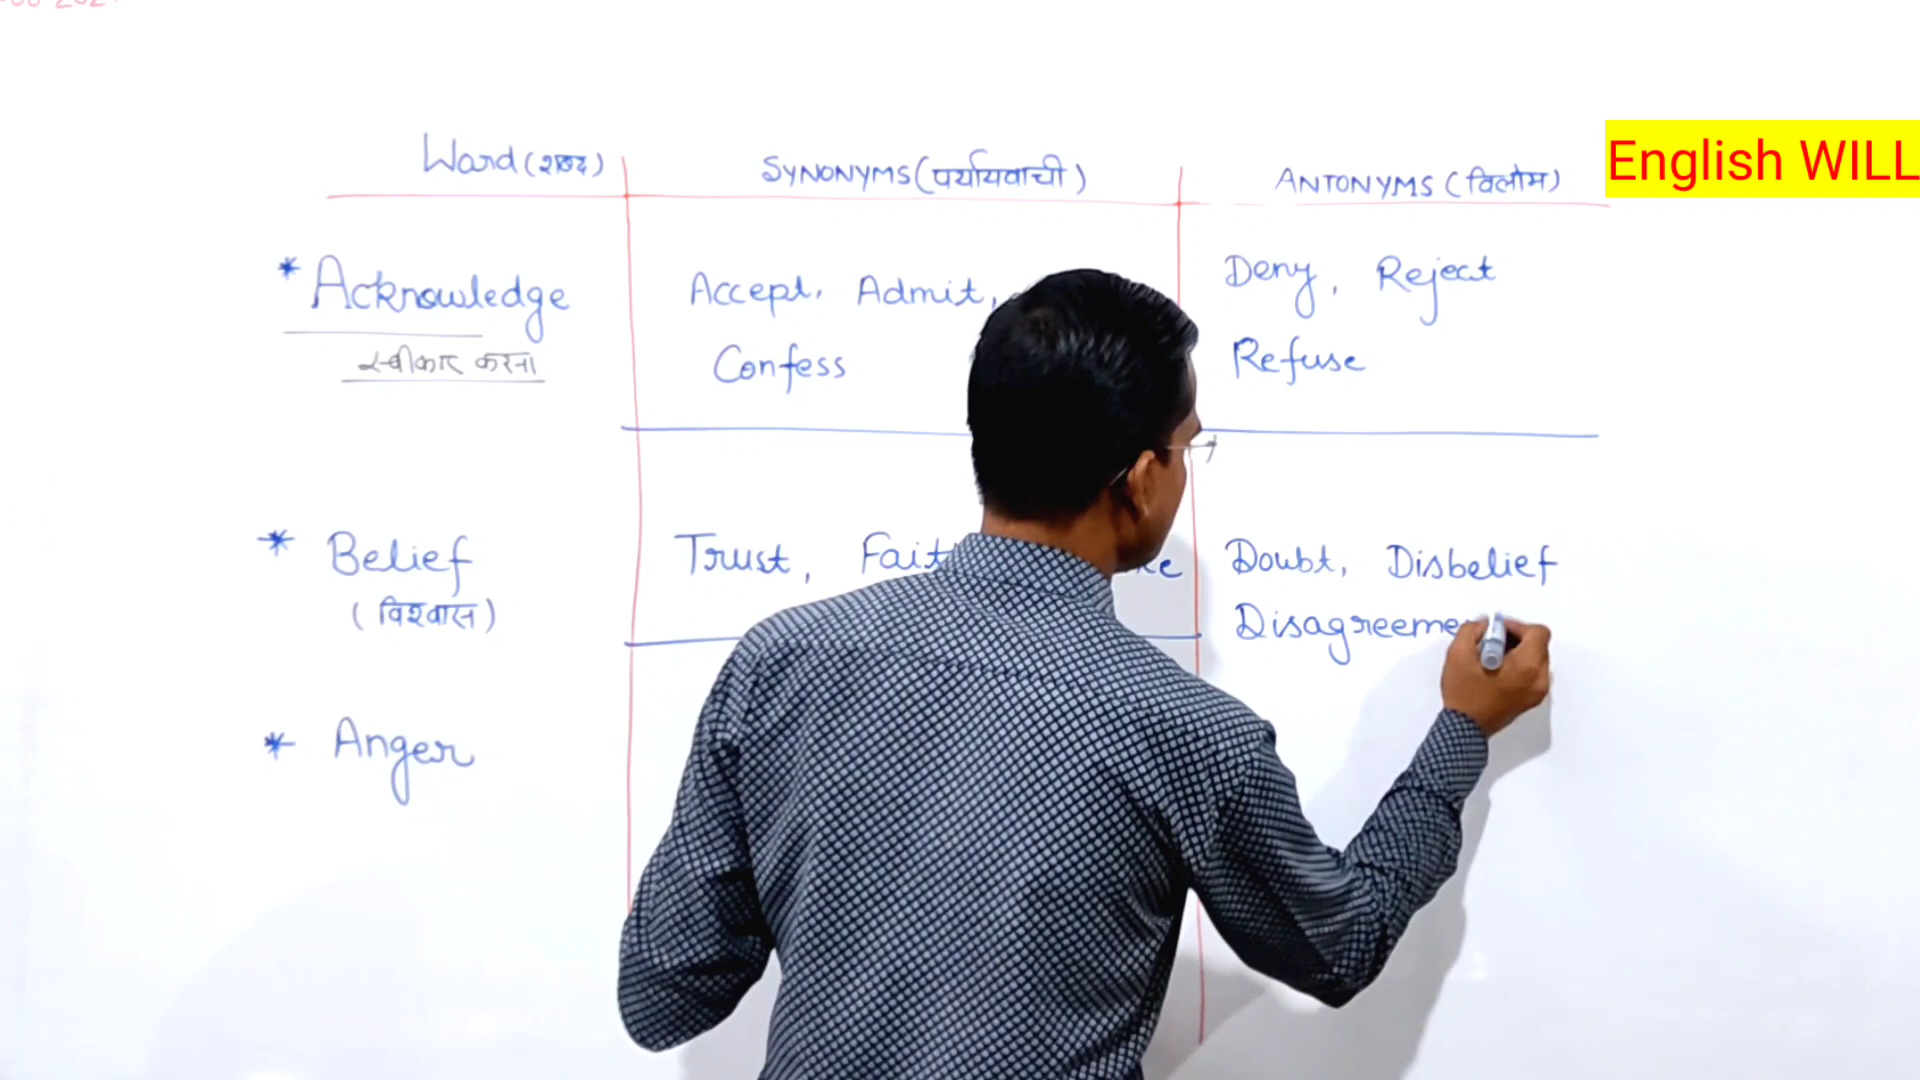 Word (शब्द)
SYNONYMS (पर्यायवाची)
ANTONYMS (विलोम)
English WILL
* Acknowledge
स्वीकार करना
Accept, Admit,
Confess
Deny, Reject
Refuse
* Belief
(विश्वास)
Trust,
Doubt, Disbelief
* Anger